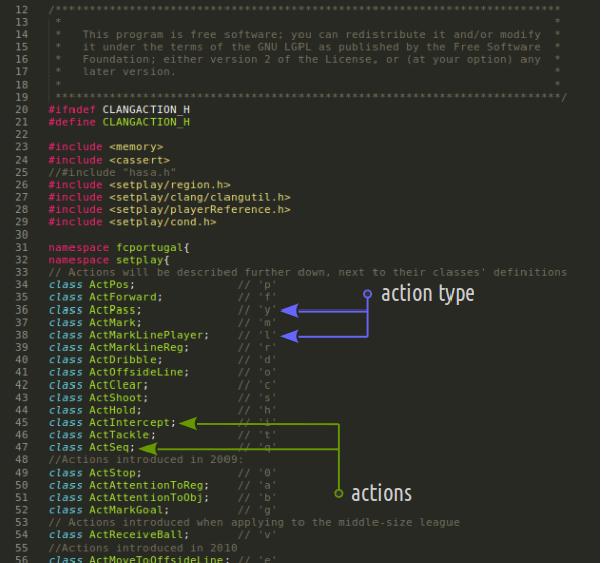 12 /***************************************************************************
13 * *
14 * This program is free software; you can redistribute it and/or modify *
15 * it under the terms of the GNU LGPL as published by the Free Software *
16 * Foundation; either version 2 of the License, or (at your option) any *
17 * later version. *
18 * *
19 ***************************************************************************/
20 #ifndef CLANGACTION_H
21 #define CLANGACTION_H
22
23 #include <memory>
24 #include <cassert>
25 //#include "hasa.h"
26 #include <setplay/region.h>
27 #include <setplay/clang/clangutil.h>
28 #include <setplay/playerReference.h>
29 #include <setplay/cond.h>
30
31 namespace fcportugal{
32 namespace setplay{
33 // Actions will be described further down, next to their classes' definitions
34 class ActPos; // 'p'
35 class ActForward; // 'f'
action type
36 class ActPass; // 'y'
37 class ActMark; // 'm'
38 class ActMarkLinePlayer; // 'l'
39 class ActMarkLineReg; // 'r'
40 class ActDribble; // 'd'
41 class ActOffsideLine; // 'o'
42 class ActClear; // 'c'
43 class ActShoot; // 's'
44 class ActHold; // 'h'
45 class ActIntercept; // 'i'
46 class ActTackle; // 't'
47 class ActSeq; // 'q'
48 //Actions introduced in 2009:
49 class ActStop; // '0'
50 class ActAttentionToReg; // 'a'
actions
51 class ActAttentionToObj; // 'b'
52 class ActMarkGoal; // 'g'
53 // Actions introduced when applying to the middle-size league
54 class ActReceiveBall; // 'v'
55 //Actions introduced in 2010
56 class ActMoveToOffsideLine; // 'e'